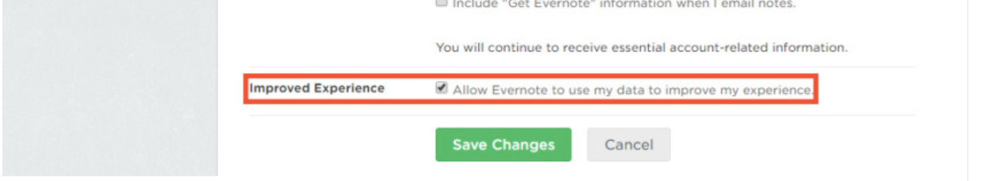 Include "Get Evernote" information when I email notes.
You will continue to receive essential account-related information.
Improved Experience Allow Evernote to use my data to improve my experience.
Save Changes Cancel